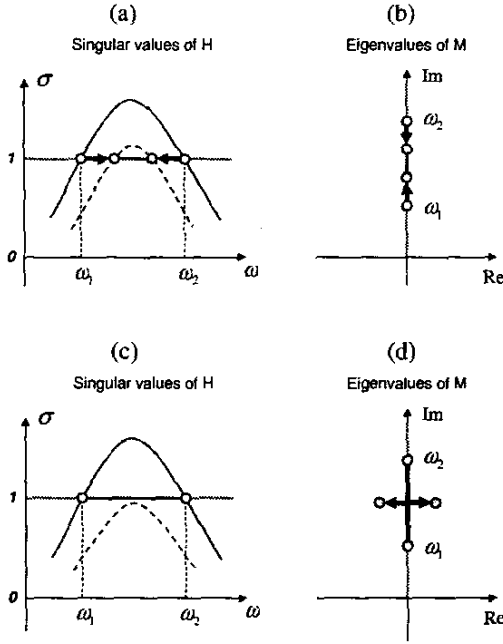 (a)
Singular values of H
σ
1
0
ω₁
ω₂
ω
(b)
Eigenvalues of M
Im
ω₂
ω₁
Re
(c)
Singular values of H
σ
1
0
ω₁
ω₂
ω
(d)
Eigenvalues of M
Im
ω₂
ω₁
Re